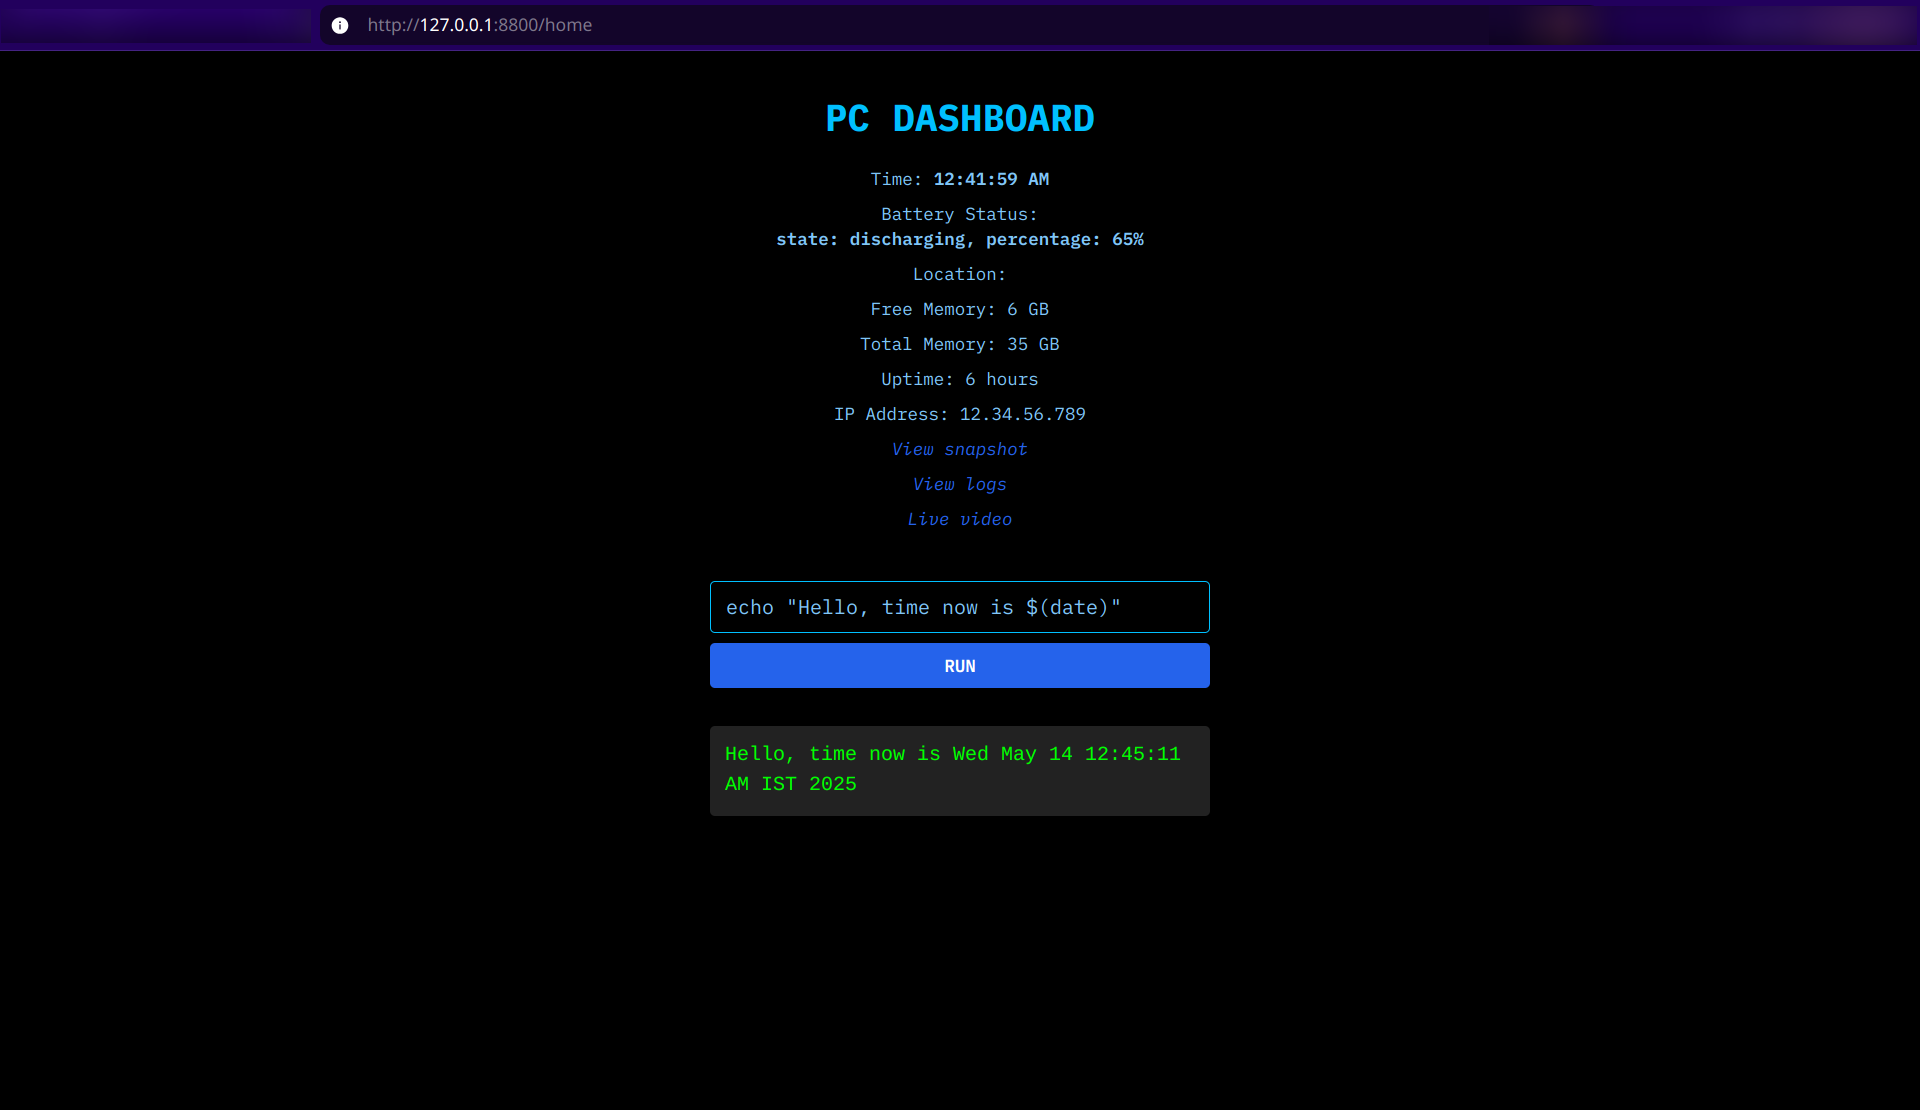 http://127.0.0.1:8800/home
PC DASHBOARD
Time: 12:41:59 AM
Battery Status:
state: discharging, percentage: 65%
Location:
Free Memory: 6 GB
Total Memory: 35 GB
Uptime: 6 hours
IP Address: 12.34.56.789
View snapshot
View logs
Live video
echo "Hello, time now is $(date)"
RUN
Hello, time now is Wed May 14 12:45:11
AM IST 2025